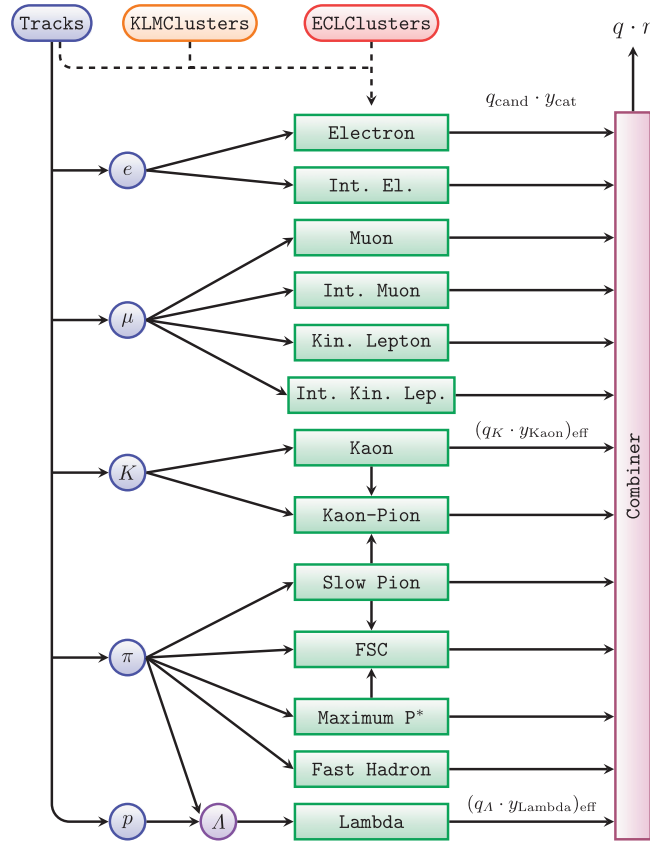 Tracks KLMClusters ECLClusters q · r
q_cand · y_cat
Electron
e
Int. El.
Muon
Int. Muon
μ
Kin. Lepton
Int. Kin. Lep.
(q_K · y_Kaon)_eff
Kaon
K
Combiner
Kaon-Pion
Slow Pion
FSC
π
Maximum P*
Fast Hadron
(q_Λ · y_Lambda)_eff
p Λ Lambda